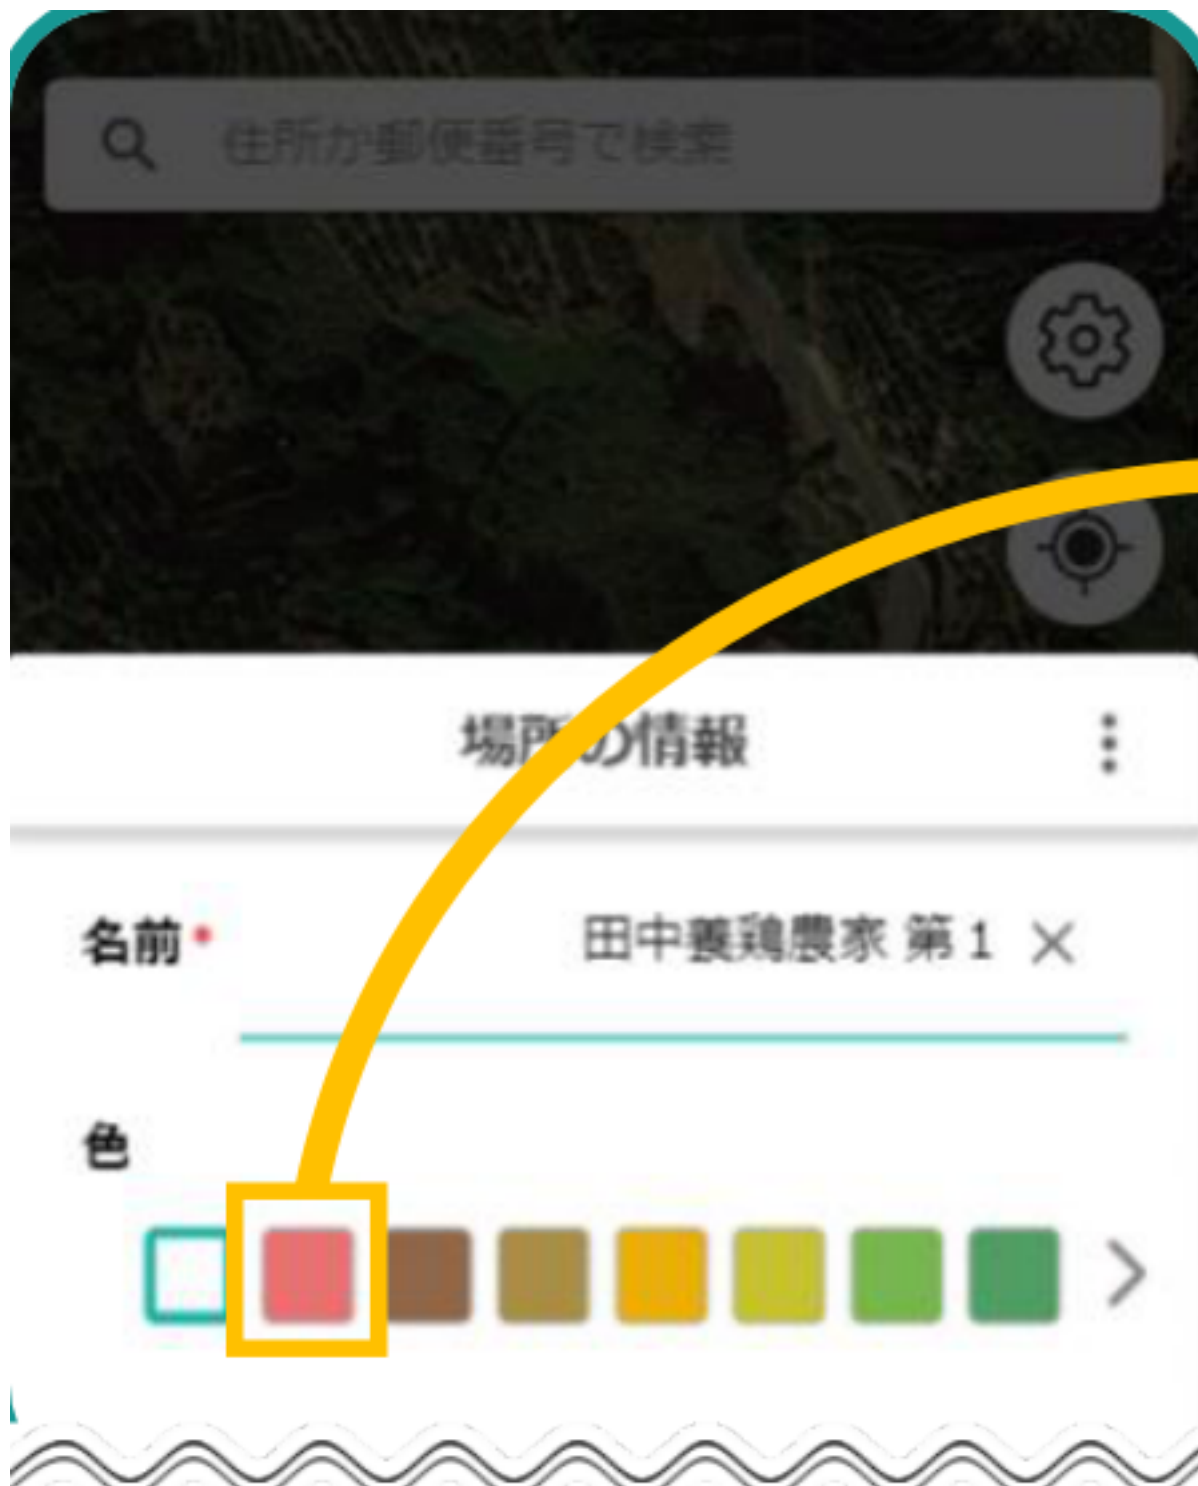 住所か郵便番号で検索
場所の情報
名前*
田中養鶏農家 第1
色